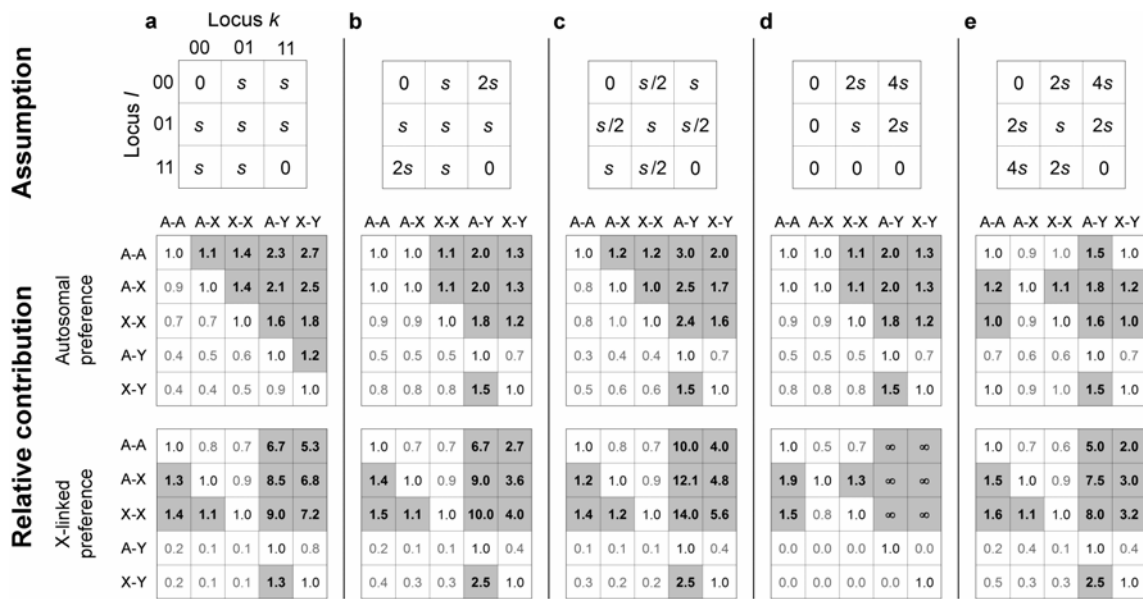 a b c d e
Locus k
00 01 11
Assumption
Locus l
00 0 s s 0 s 2s 0 s/2 s 0 2s 4s 0 2s 4s
01 s s s s s s s/2 s s/2 0 s 2s 2s s 2s
11 s s 0 2s s 0 s s/2 0 0 0 0 4s 2s 0
A-A A-X X-X A-Y X-Y A-A A-X X-X A-Y X-Y A-A A-X X-X A-Y X-Y A-A A-X X-X A-Y X-Y A-A A-X X-X A-Y X-Y
Relative contribution
Autosomal
preference
A-A 1.0 1.1 1.4 2.3 2.7 1.0 1.0 1.1 2.0 1.3 1.0 1.2 1.2 3.0 2.0 1.0 1.0 1.1 2.0 1.3 1.0 0.9 1.0 1.5 1.0
A-X 0.9 1.0 1.4 2.1 2.5 1.0 1.0 1.1 2.0 1.3 0.8 1.0 1.0 2.5 1.7 1.0 1.0 1.1 2.0 1.3 1.2 1.0 1.1 1.8 1.2
X-X 0.7 0.7 1.0 1.6 1.8 0.9 0.9 1.0 1.8 1.2 0.8 1.0 1.0 2.4 1.6 0.9 0.9 1.0 1.8 1.2 1.0 0.9 1.0 1.6 1.0
A-Y 0.4 0.5 0.6 1.0 1.2 0.5 0.5 0.5 1.0 0.7 0.3 0.4 0.4 1.0 0.7 0.5 0.5 0.5 1.0 0.7 0.7 0.6 0.6 1.0 0.7
X-Y 0.4 0.4 0.5 0.9 1.0 0.8 0.8 0.8 1.5 1.0 0.5 0.6 0.6 1.5 1.0 0.8 0.8 0.8 1.5 1.0 1.0 0.9 1.0 1.5 1.0
X-linked
preference
A-A 1.0 0.8 0.7 6.7 5.3 1.0 0.7 0.7 6.7 2.7 1.0 0.8 0.7 10.0 4.0 1.0 0.5 0.7 ∞ ∞ 1.0 0.7 0.6 5.0 2.0
A-X 1.3 1.0 0.9 8.5 6.8 1.4 1.0 0.9 9.0 3.6 1.2 1.0 0.9 12.1 4.8 1.9 1.0 1.3 ∞ ∞ 1.5 1.0 0.9 7.5 3.0
X-X 1.4 1.1 1.0 9.0 7.2 1.5 1.1 1.0 10.0 4.0 1.4 1.2 1.0 14.0 5.6 1.5 0.8 1.0 ∞ ∞ 1.6 1.1 1.0 8.0 3.2
A-Y 0.2 0.1 0.1 1.0 0.8 0.2 0.1 0.1 1.0 0.4 0.1 0.1 0.1 1.0 0.4 0.0 0.0 0.0 1.0 0.0 0.2 0.4 0.1 1.0 0.4
X-Y 0.2 0.1 0.1 1.3 1.0 0.4 0.3 0.3 2.5 1.0 0.3 0.2 0.2 2.5 1.0 0.0 0.0 0.0 1.0 0.5 0.3 0.3 2.5 1.0